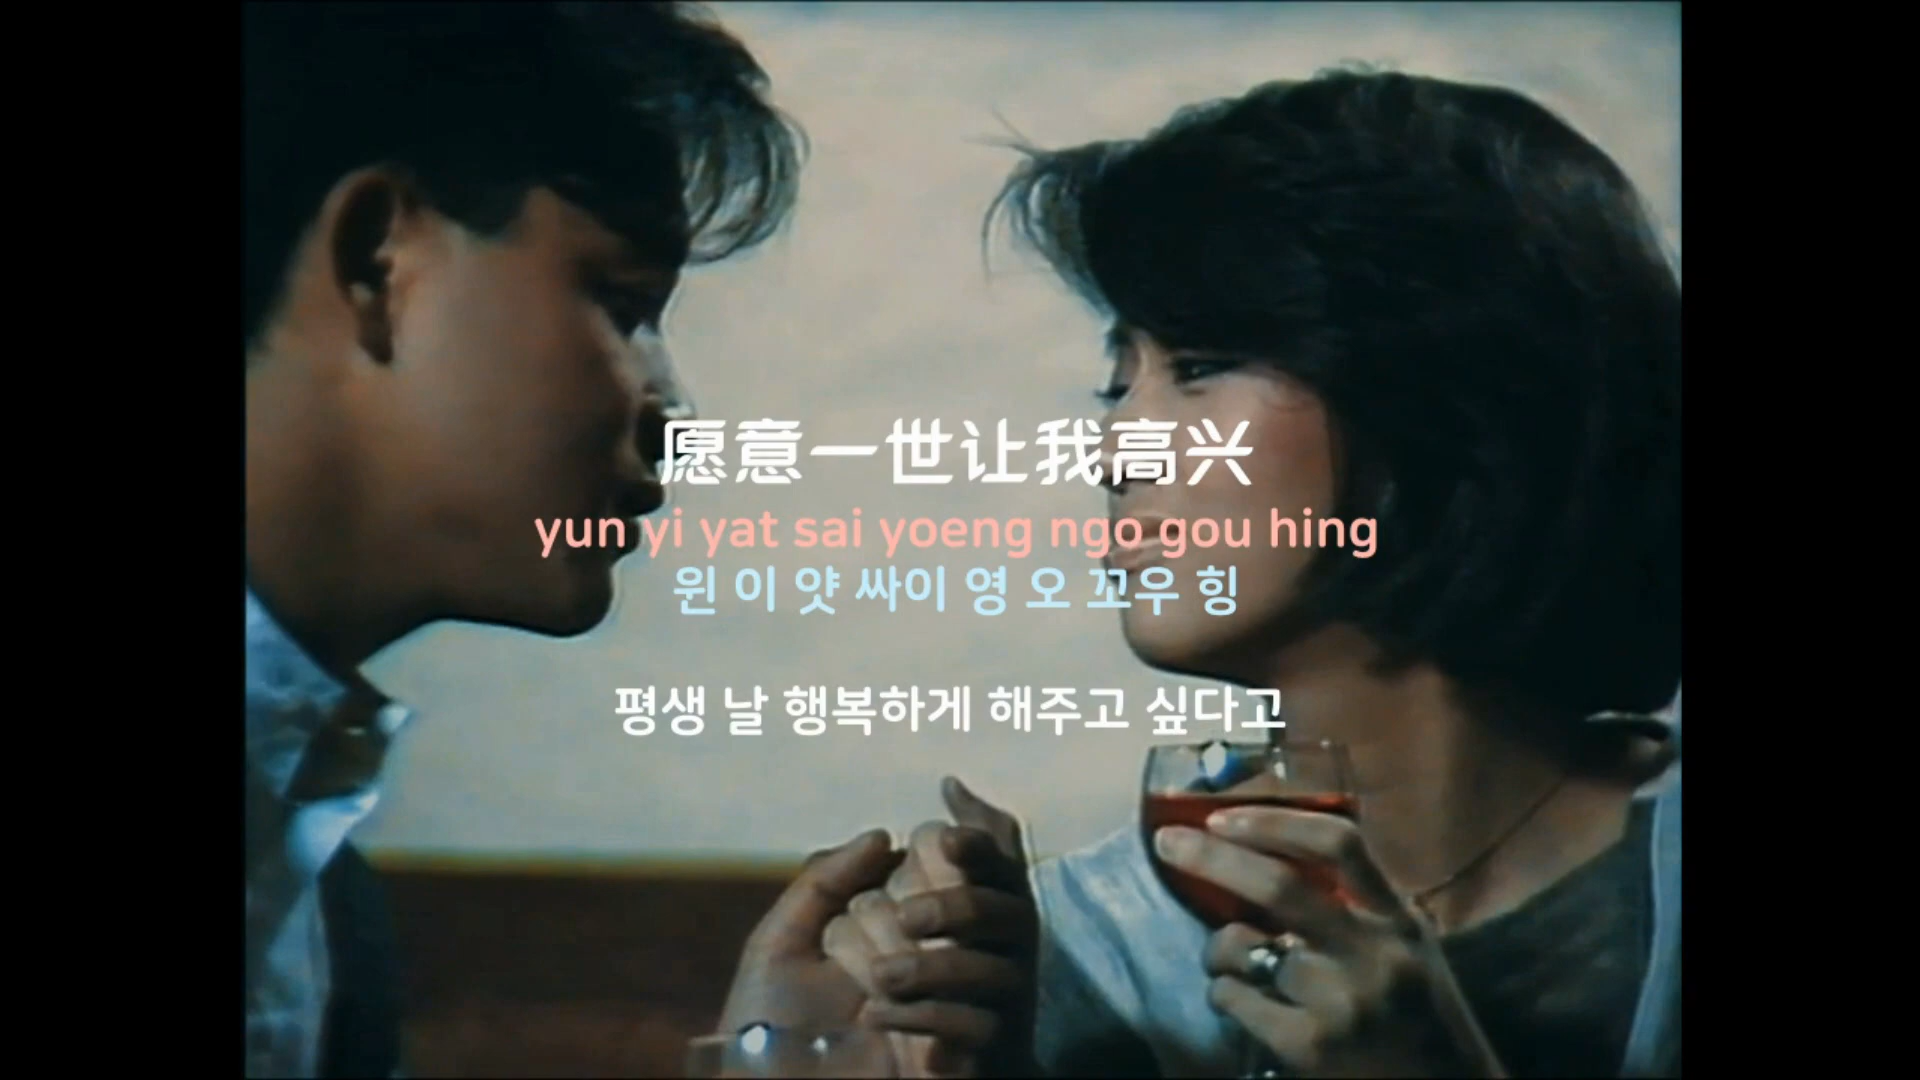 愿意一世让我高兴
yun yi yat sai yoeng ngo gou hing
윈 이 얏 싸이 영 오 꼬우 힝
평생 날 행복하게 해주고 싶다고